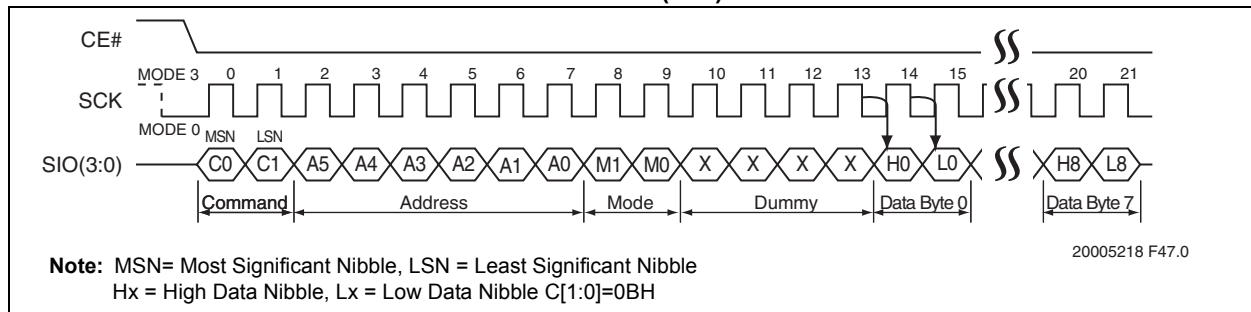 CE#
MODE 3 0 1 2 3 4 5 6 7 8 9 10 11 12 13 14 15 20 21
SCK
MODE 0
MSN LSN
SIO(3:0) C0 C1 A5 A4 A3 A2 A1 A0 M1 M0 X X X X H0 L0 H8 L8
Command Address Mode Dummy Data Byte 0 Data Byte 7
20005218 F47.0
Note: MSN= Most Significant Nibble, LSN = Least Significant Nibble
Hx = High Data Nibble, Lx = Low Data Nibble C[1:0]=0BH